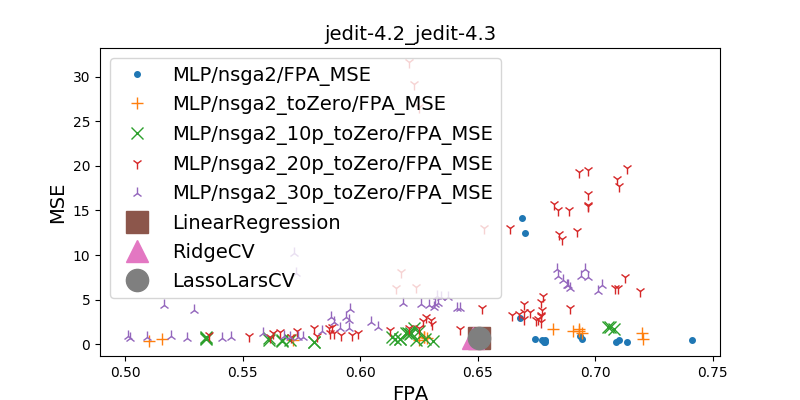 jedit-4.2_jedit-4.3
MLP/nsga2/FPA_MSE
MLP/nsga2_toZero/FPA_MSE
MLP/nsga2_10p_toZero/FPA_MSE
MLP/nsga2_20p_toZero/FPA_MSE
MLP/nsga2_30p_toZero/FPA_MSE
LinearRegression
RidgeCV
LassoLarsCV
MSE
30
25
20
15
10
5
0
0.50 0.55 0.60 0.65 0.70 0.75
FPA